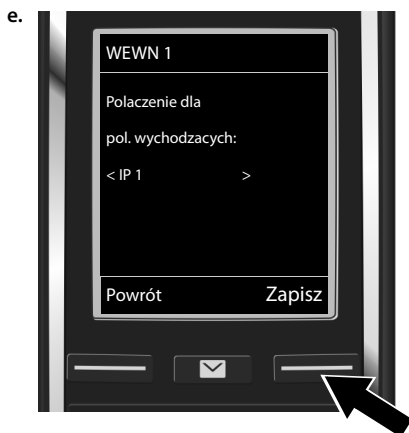 e.
WEWN 1
Polaczenie dla
pol. wychodzacych:
< IP 1 >
Powrót Zapisz